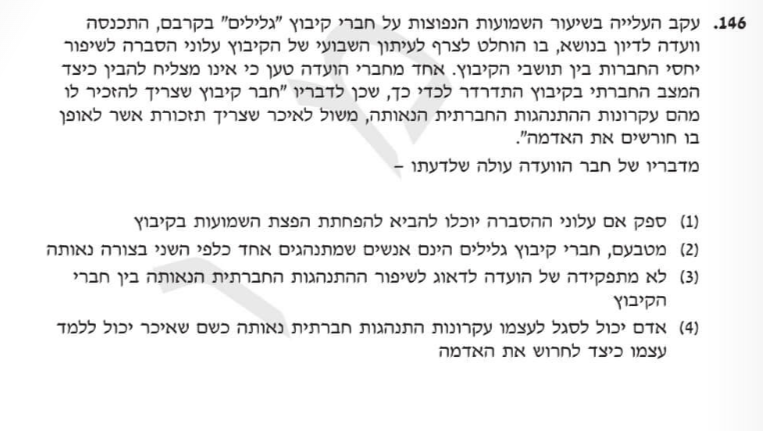 146. עקב העלייה בשיעור השמועות הנפוצות על חברי קיבוץ "גלילים" בקרבם, התכנסה
וועדה לדיון בנושא, בו הוחלט לצרף לעיתון השבועי של הקיבוץ עלוני הסברה לשיפור
יחסי החברות בין תושבי הקיבוץ. אחד מחברי הועדה טען כי אינו מצליח להבין כיצד
המצב החברתי בקיבוץ התדרדר לכדי כך, שכן לדבריו "חבר קיבוץ שצריך להזכיר לו
מהם עקרונות ההתנהגות החברתית הנאותה, משול לאיכר שצריך תזכורת אשר לאופן
בו חורשים את האדמה".
מדבריו של חבר הוועדה עולה שלדעתו –
(1) ספק אם עלוני ההסברה יוכלו להביא להפחתת הפצת השמועות בקיבוץ
(2) מטבעם, חברי קיבוץ גלילים הינם אנשים שמתנהגים אחד כלפי השני בצורה נאותה
(3) לא מתפקידה של הועדה לדאוג לשיפור ההתנהגות החברתית הנאותה בין חברי
הקיבוץ
(4) אדם יכול לסגל לעצמו עקרונות התנהגות חברתית נאותה כשם שאיכר יכול ללמד
עצמו כיצד לחרוש את האדמה